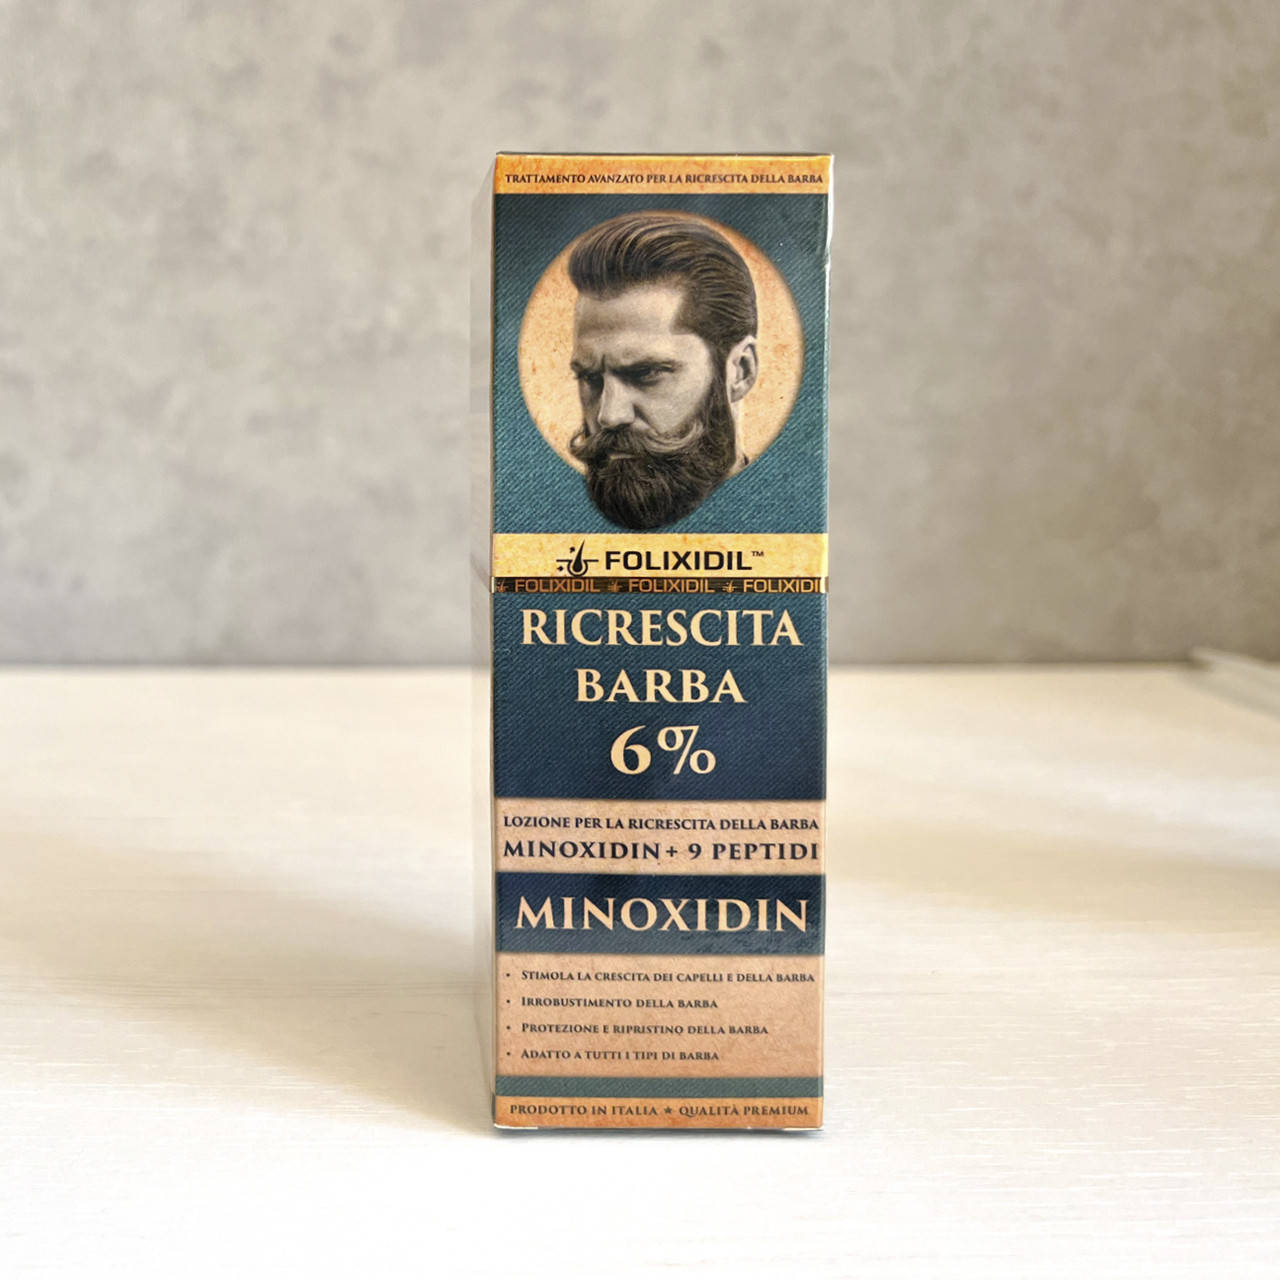 TRATTAMENTO AVANZATO PER LA RICRESCITA DELLA BARBA
FOLIXIDIL™
FOLIXIDIL FOLIXIDIL FOLIXIDI
RICRESCITA
BARBA
6%
LOZIONE PER LA RICRESCITA DELLA BARBA
MINOXIDIN + 9 PEPTIDI
MINOXIDIN
• STIMOLA LA CRESCITA DEI CAPELLI E DELLA BARBA
• IRROBUSTIMENTO DELLA BARBA
• PROTEZIONE E RIPRISTINO DELLA BARBA
• ADATTO A TUTTI I TIPI DI BARBA
PRODOTTO IN ITALIA ★ QUALITÀ PREMIUM